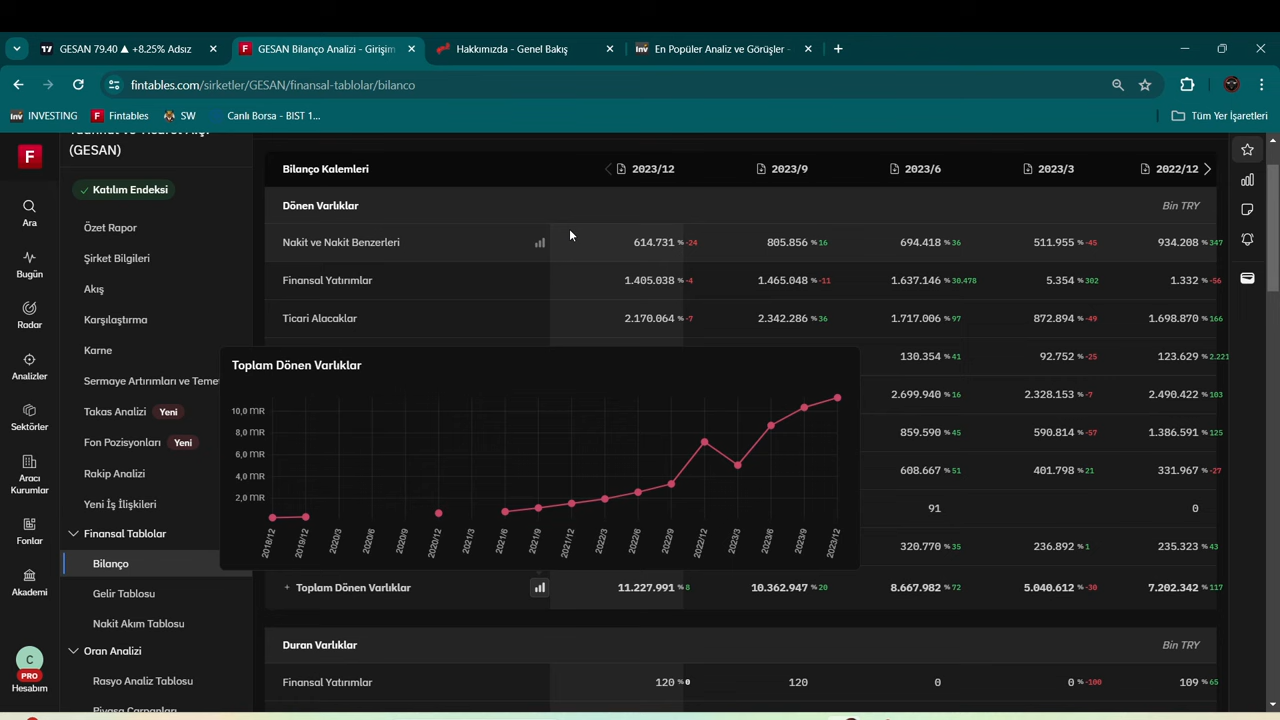 GESAN 79.40 ▲ +8.25% Adsız
GESAN Bilanço Analizi - Girişim
Hakkımızda - Genel Bakış
En Popüler Analiz ve Görüşler -
fintables.com/sirketler/GESAN/finansal-tablolar/bilanco
INVESTING
Fintables
SW
Canlı Borsa - BIST 1...
Tüm Yer İşaretleri
(GESAN)
Katılım Endeksi
Ara
Bugün
Radar
Analizler
Sektörler
Aracı
Kurumlar
Fonlar
Akademi
C
PRO
Hesabım
Özet Rapor
Şirket Bilgileri
Akış
Karşılaştırma
Karne
Sermaye Artırımları ve Temet
Takas Analizi Yeni
Fon Pozisyonları Yeni
Rakip Analizi
Yeni İş İlişkileri
Finansal Tablolar
Bilanço
Gelir Tablosu
Nakit Akım Tablosu
Oran Analizi
Rasyo Analiz Tablosu
Piyasa Çarpanları
Bilanço Kalemleri 2023/12 2023/9 2023/6 2023/3 2022/12
Dönen Varlıklar Bin TRY
Nakit ve Nakit Benzerleri 614.731 %-24 805.856 %16 694.418 %36 511.955 %-45 934.208 %347
Finansal Yatırımlar 1.405.038 %-4 1.465.048 %-11 1.637.146 %30.478 5.354 %302 1.332 %-56
Ticari Alacaklar 2.170.064 %-7 2.342.286 %36 1.717.006 %97 872.894 %-49 1.698.870 %166
130.354 %41 92.752 %-25 123.629 %2.221
2.699.940 %16 2.328.153 %-7 2.490.422 %103
859.590 %45 590.814 %-57 1.386.591 %125
608.667 %51 401.798 %21 331.967 %-27
91 0
320.770 %35 236.892 %1 235.323 %43
Toplam Dönen Varlıklar
10,0 mR
8,0 mR
6,0 mR
4,0 mR
2,0 mR
2018/12 2019/12 2020/3 2020/6 2020/9 2020/12 2021/3 2021/6 2021/9 2021/12 2022/3 2022/6 2022/9 2022/12 2023/3 2023/6 2023/9 2023/12
+ Toplam Dönen Varlıklar 11.227.991 %8 10.362.947 %20 8.667.982 %72 5.040.612 %-30 7.202.342 %117
Duran Varlıklar Bin TRY
Finansal Yatırımlar 120 %0 120 0 0 %-100 109 %65